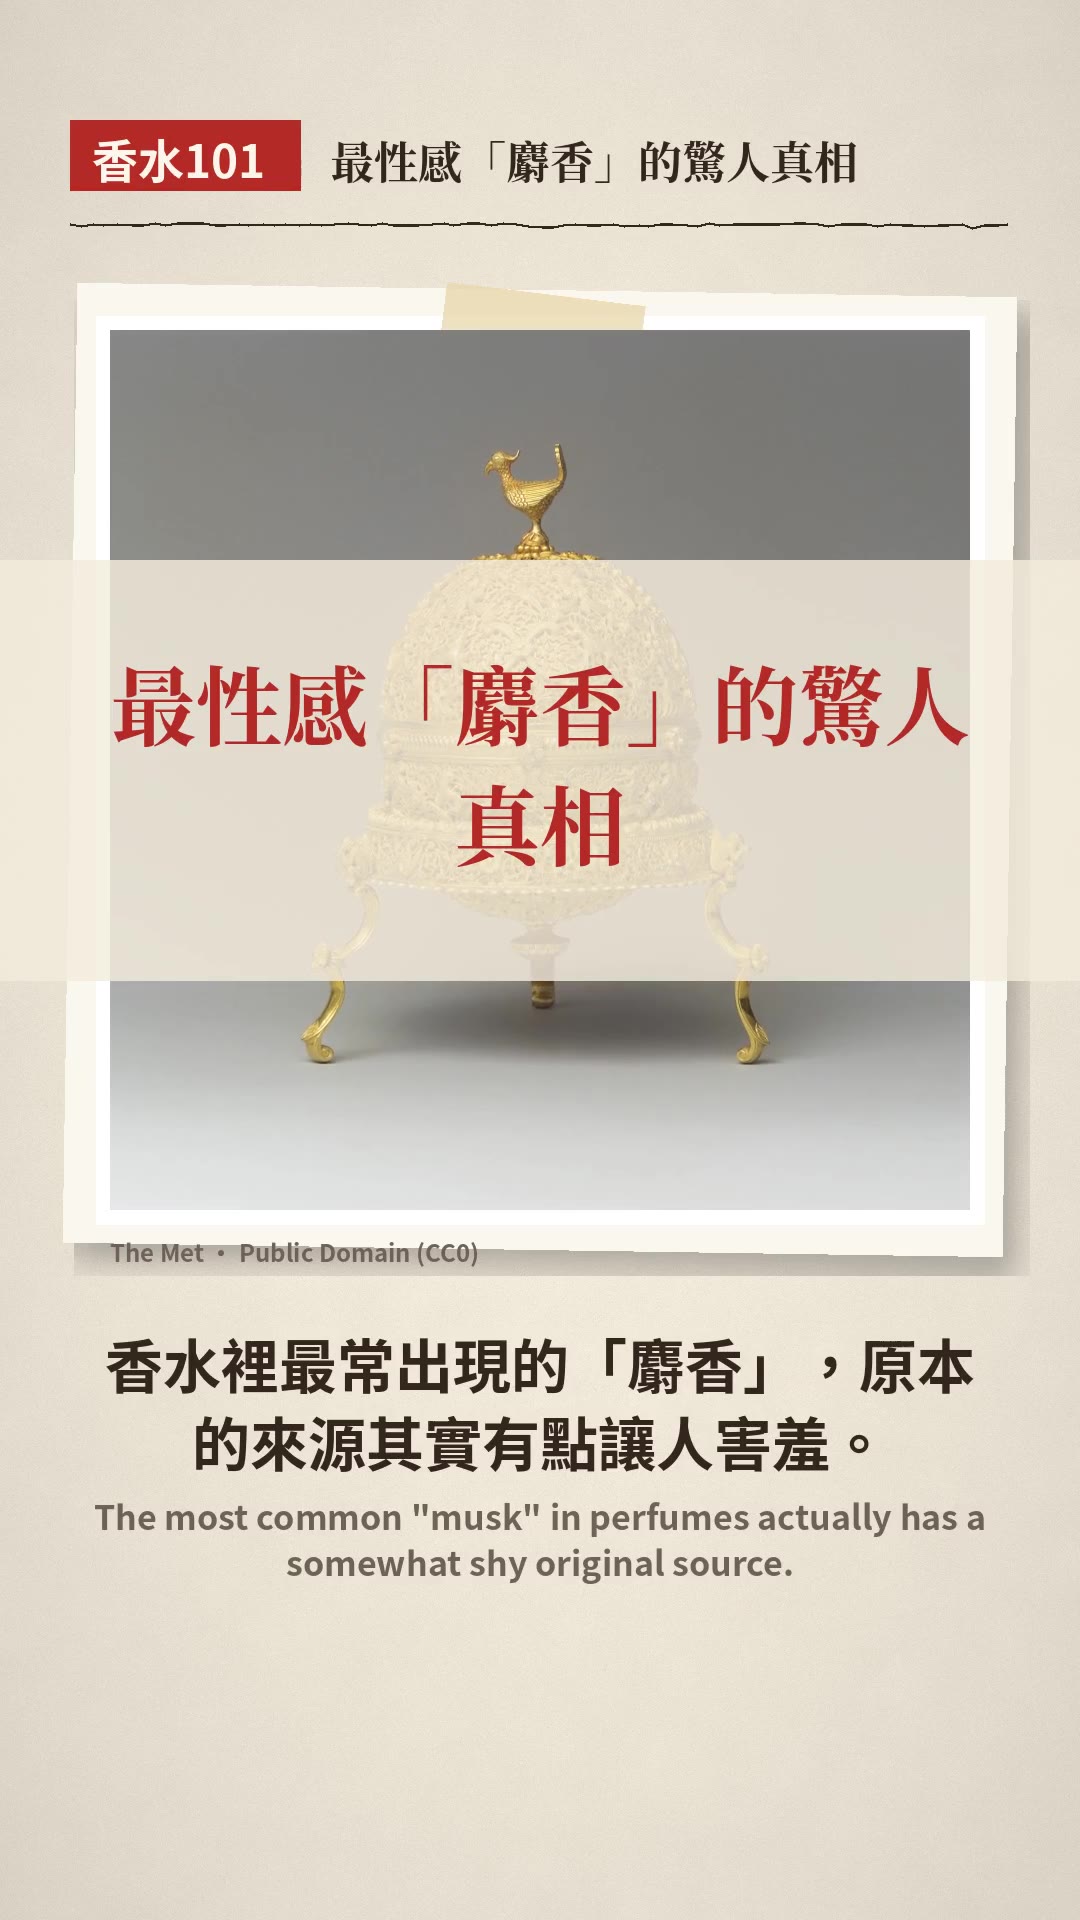 香水101
最性感「麝香」的驚人真相
最性感「麝香」的驚人
真相
The Met · Public Domain (CC0)
香水裡最常出現的「麝香」，原本
的來源其實有點讓人害羞。
The most common "musk" in perfumes actually has a
somewhat shy original source.